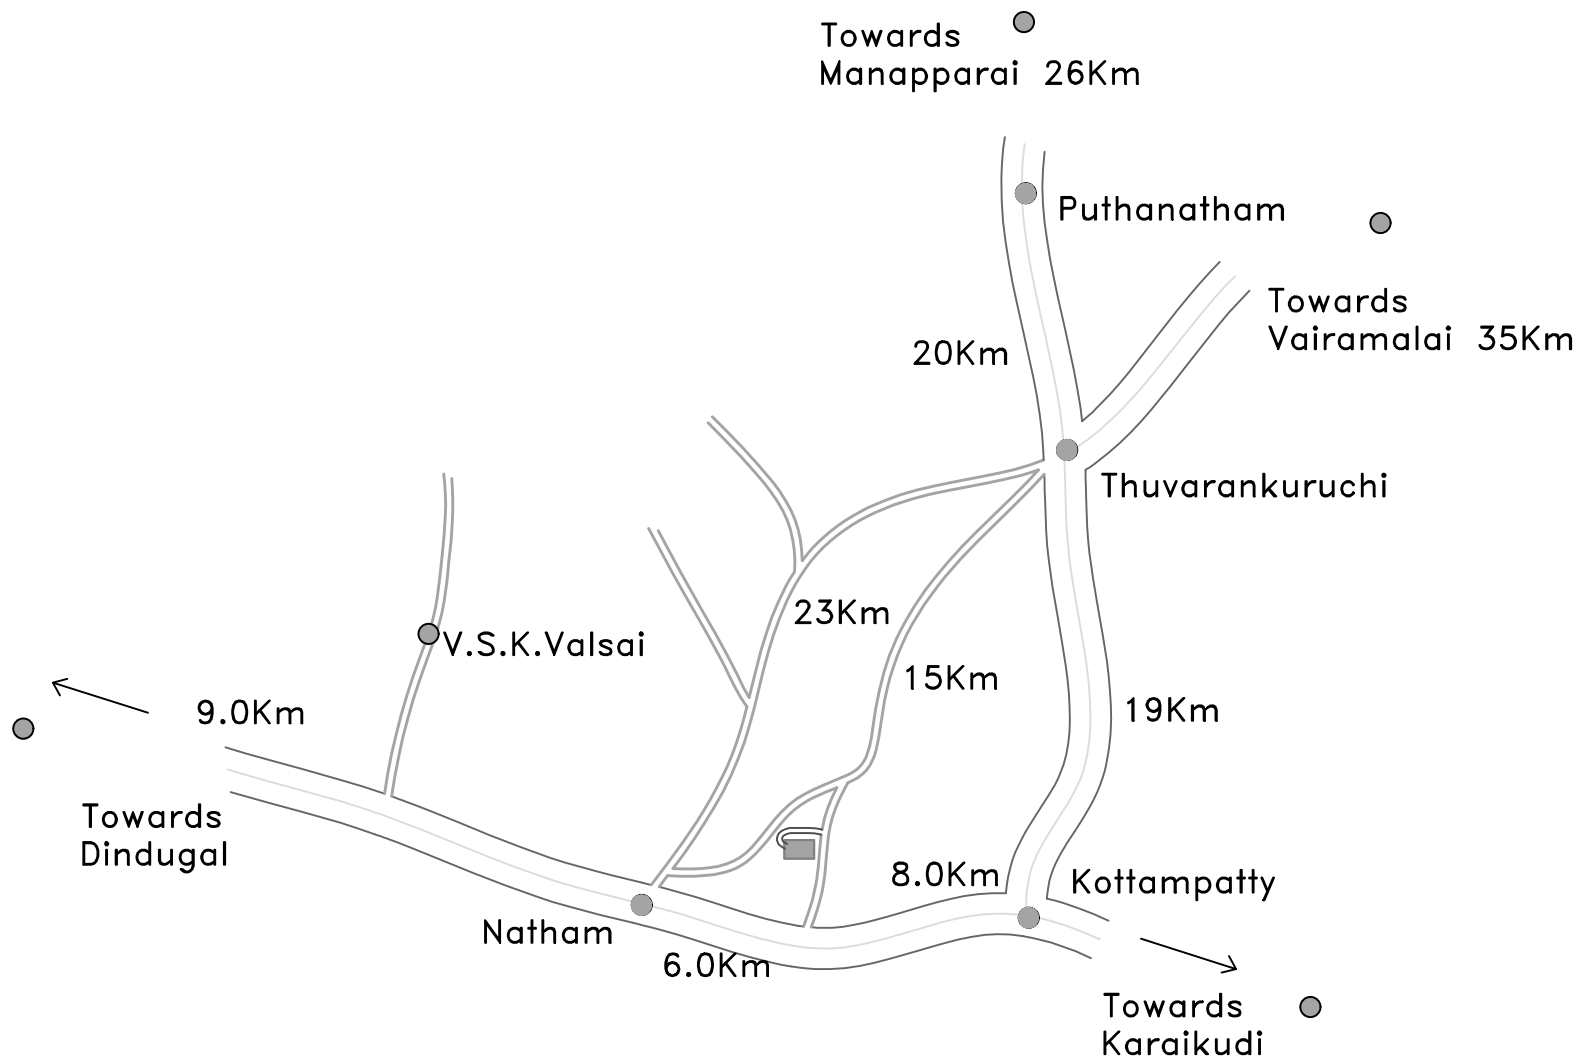 Towards
Manapparai 26Km
Puthanatham
Towards
Vairamalai 35Km
20Km
Thuvarankuruchi
23Km
V.S.K.Valsai
15Km
9.0Km
19Km
Towards
Dindugal
8.0Km
Kottampatty
Natham
6.0Km
Towards
Karaikudi